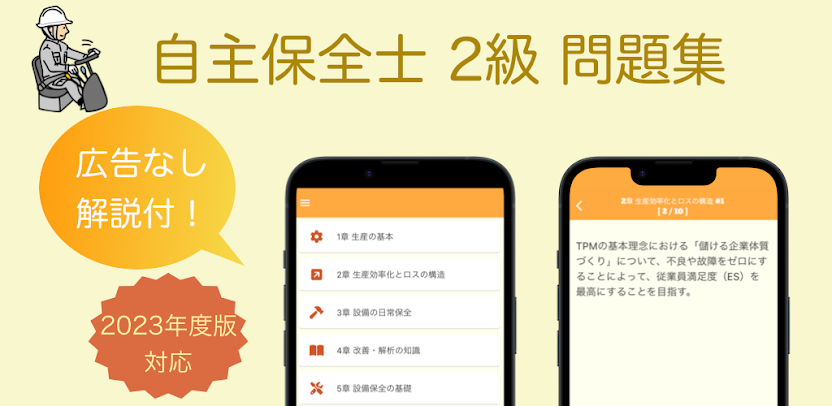 自主保全士 2級 問題集
広告なし
解説付！
2023年度版
対応
1章 生産の基本
2章 生産効率化とロスの構造
3章 設備の日常保全
4章 改善・解析の知識
5章 設備保全の基礎
2章 生産効率化とロスの構造 #1
[ 2 / 10 ]
TPMの基本理念における「儲ける企業体質
づくり」について、不良や故障をゼロにす
ることによって、従業員満足度（ES）を
最高にすることを目指す。